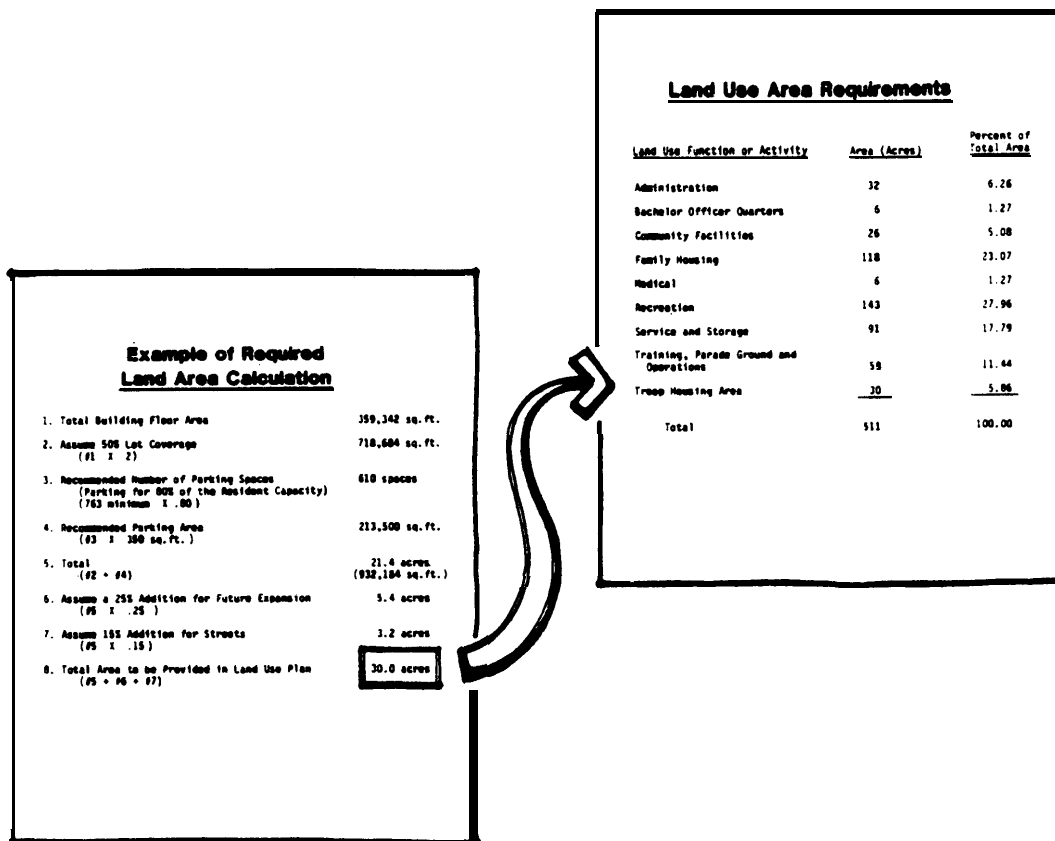 Example of Required
Land Area Calculation
1. Total Building Floor Area 359,342 sq.ft.
2. Assume 50% Lot Coverage 718,684 sq.ft.
(#1 X 2)
3. Recommended Number of Parking Spaces 610 spaces
(Parking for 80% of the Resident Capacity)
(763 minimum X .80)
4. Recommended Parking Area 213,500 sq.ft.
(#3 X 350 sq.ft.)
5. Total 21.4 acres
(#2 + #4) (932,184 sq.ft.)
6. Assume a 25% Addition for Future Expansion 5.4 acres
(#5 X .25 )
7. Assume 15% Addition for Streets 3.2 acres
(#5 X .15)
8. Total Area to be Provided in Land Use Plan 30.0 acres
(#5 + #6 + #7)
Land Use Area Requirements
Percent of
Land Use Function or Activity Area (Acres) Total Area
Administration 32 6.26
Bachelor Officer Quarters 6 1.27
Community Facilities 26 5.08
Family Housing 118 23.07
Medical 6 1.27
Recreation 143 27.96
Service and Storage 91 17.79
Training, Parade Ground and
Operations 59 11.44
Troop Housing Area 30 5.86
Total 511 100.00